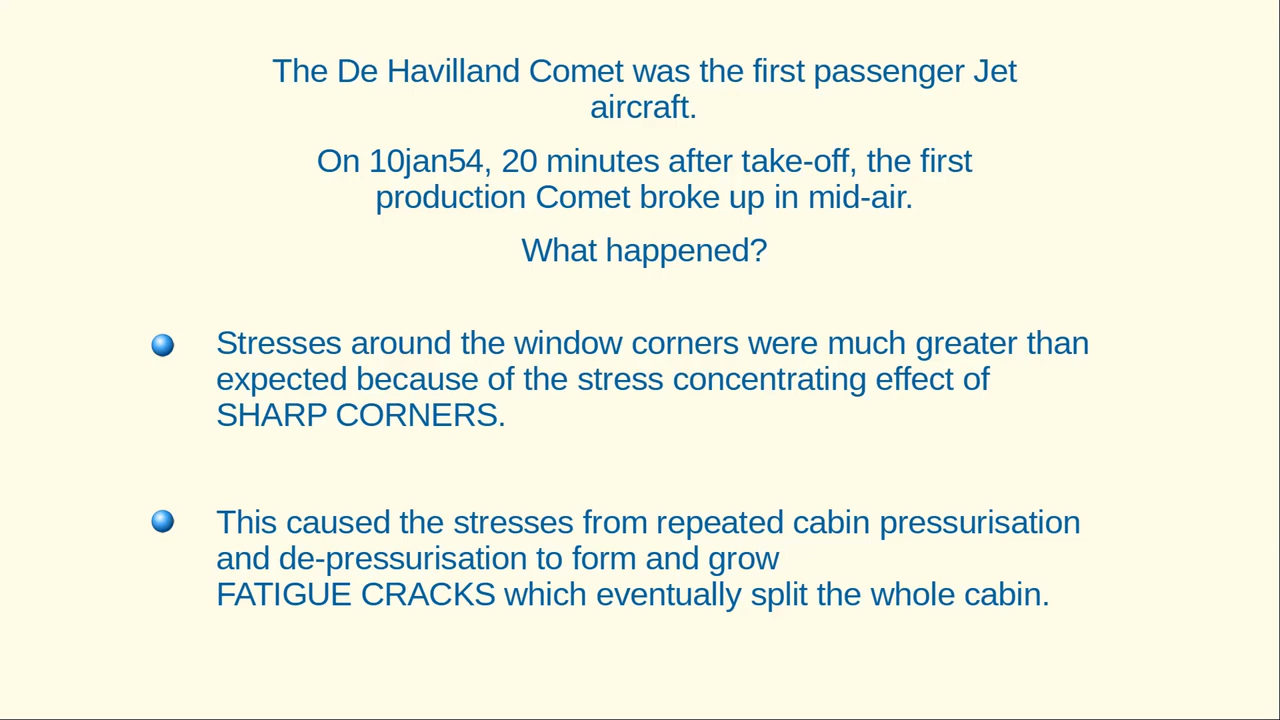 The De Havilland Comet was the first passenger Jet
aircraft.
On 10jan54, 20 minutes after take-off, the first
production Comet broke up in mid-air.
What happened?
Stresses around the window corners were much greater than
expected because of the stress concentrating effect of
SHARP CORNERS.
This caused the stresses from repeated cabin pressurisation
and de-pressurisation to form and grow
FATIGUE CRACKS which eventually split the whole cabin.